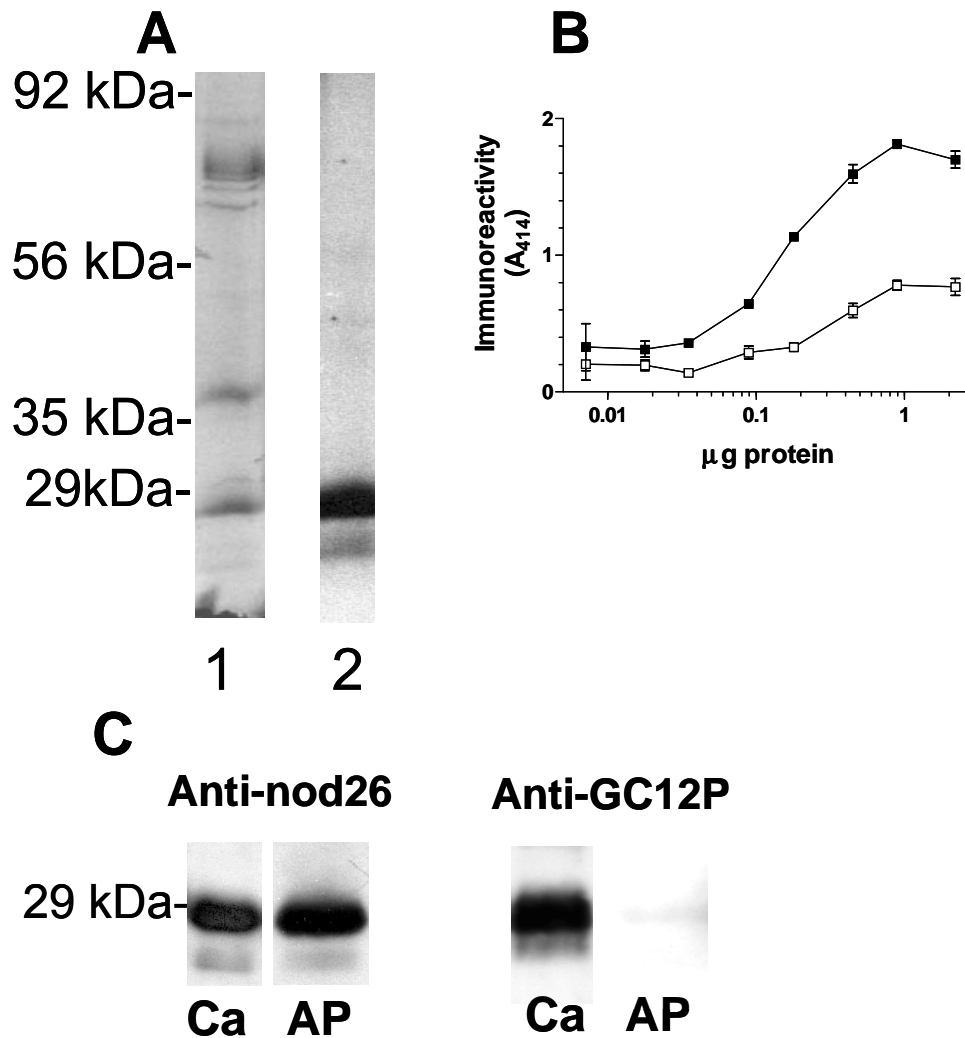 A
92 kDa-
56 kDa-
35 kDa-
29kDa-
1 2
B
Immunoreactivity
(A414)
2
1
0
0.01 0.1 1
μg protein
C
Anti-nod26
Anti-GC12P
29 kDa-
Ca AP
Ca AP